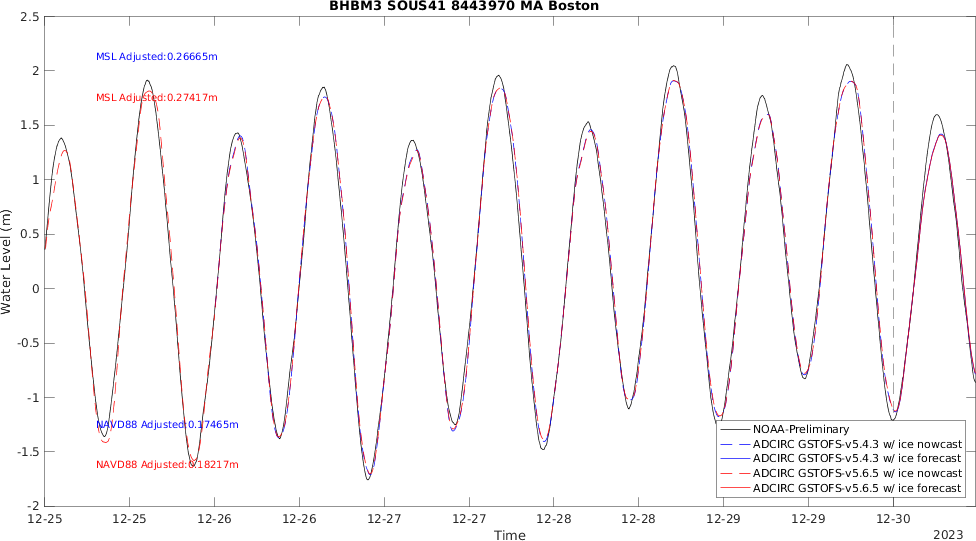 BHBM3 SOUS41 8443970 MA Boston
2.5
2
1.5
1
0.5
0
-0.5
-1
-1.5
-2
Water Level (m)
MSL Adjusted:0.26665m
MSL Adjusted:0.27417m
NAVD88 Adjusted:0.17465m
NAVD88 Adjusted:0.18217m
NOAA-Preliminary
ADCIRC GSTOFS-v5.4.3 w/ ice nowcast
ADCIRC GSTOFS-v5.4.3 w/ ice forecast
ADCIRC GSTOFS-v5.6.5 w/ ice nowcast
ADCIRC GSTOFS-v5.6.5 w/ ice forecast
12-25 12-25 12-26 12-26 12-27 12-27 12-28 12-28 12-29 12-29 12-30
Time
2023